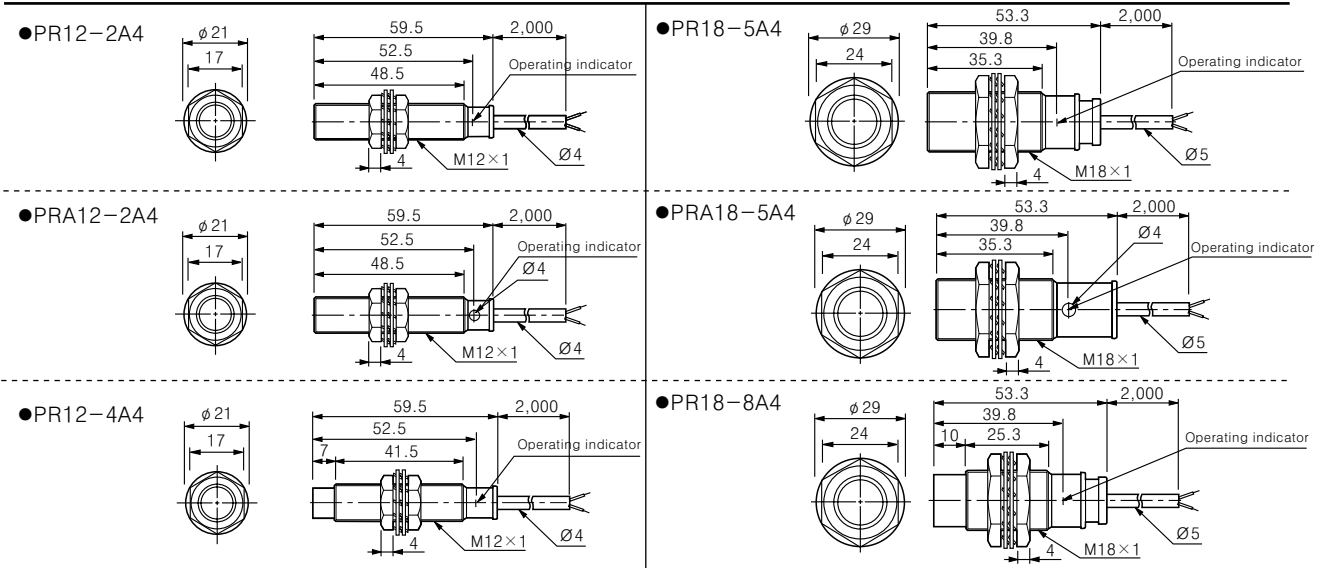 ●PR12-2A4
ϕ21
17
59.5
2,000
52.5
48.5
Operating indicator
4
M12×1
Ø4
●PR18-5A4
ϕ29
24
53.3
2,000
39.8
35.3
Operating indicator
4
M18×1
Ø5
●PRA12-2A4
ϕ21
17
59.5
2,000
52.5
48.5
Operating indicator
Ø4
4
M12×1
Ø4
●PRA18-5A4
ϕ29
24
53.3
2,000
39.8
35.3
Ø4
Operating indicator
4
M18×1
Ø5
●PR12-4A4
ϕ21
17
59.5
2,000
52.5
7
41.5
Operating indicator
4
M12×1
Ø4
●PR18-8A4
ϕ29
24
53.3
2,000
39.8
10
25.3
Operating indicator
4
M18×1
Ø5